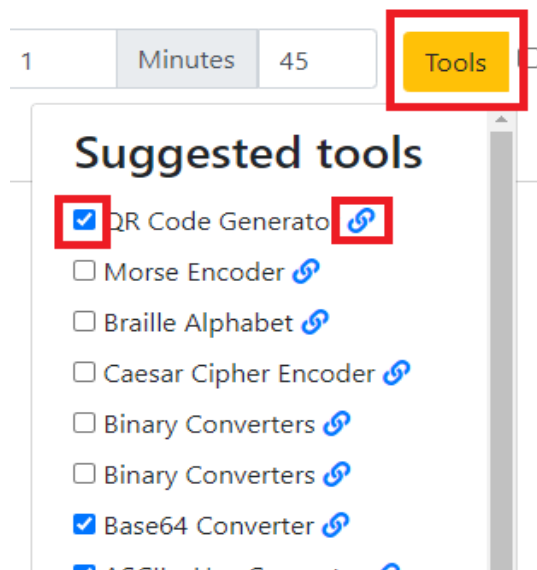 1 Minutes 45 Tools
Suggested tools
QR Code Generato
Morse Encoder
Braille Alphabet
Caesar Cipher Encoder
Binary Converters
Binary Converters
Base64 Converter